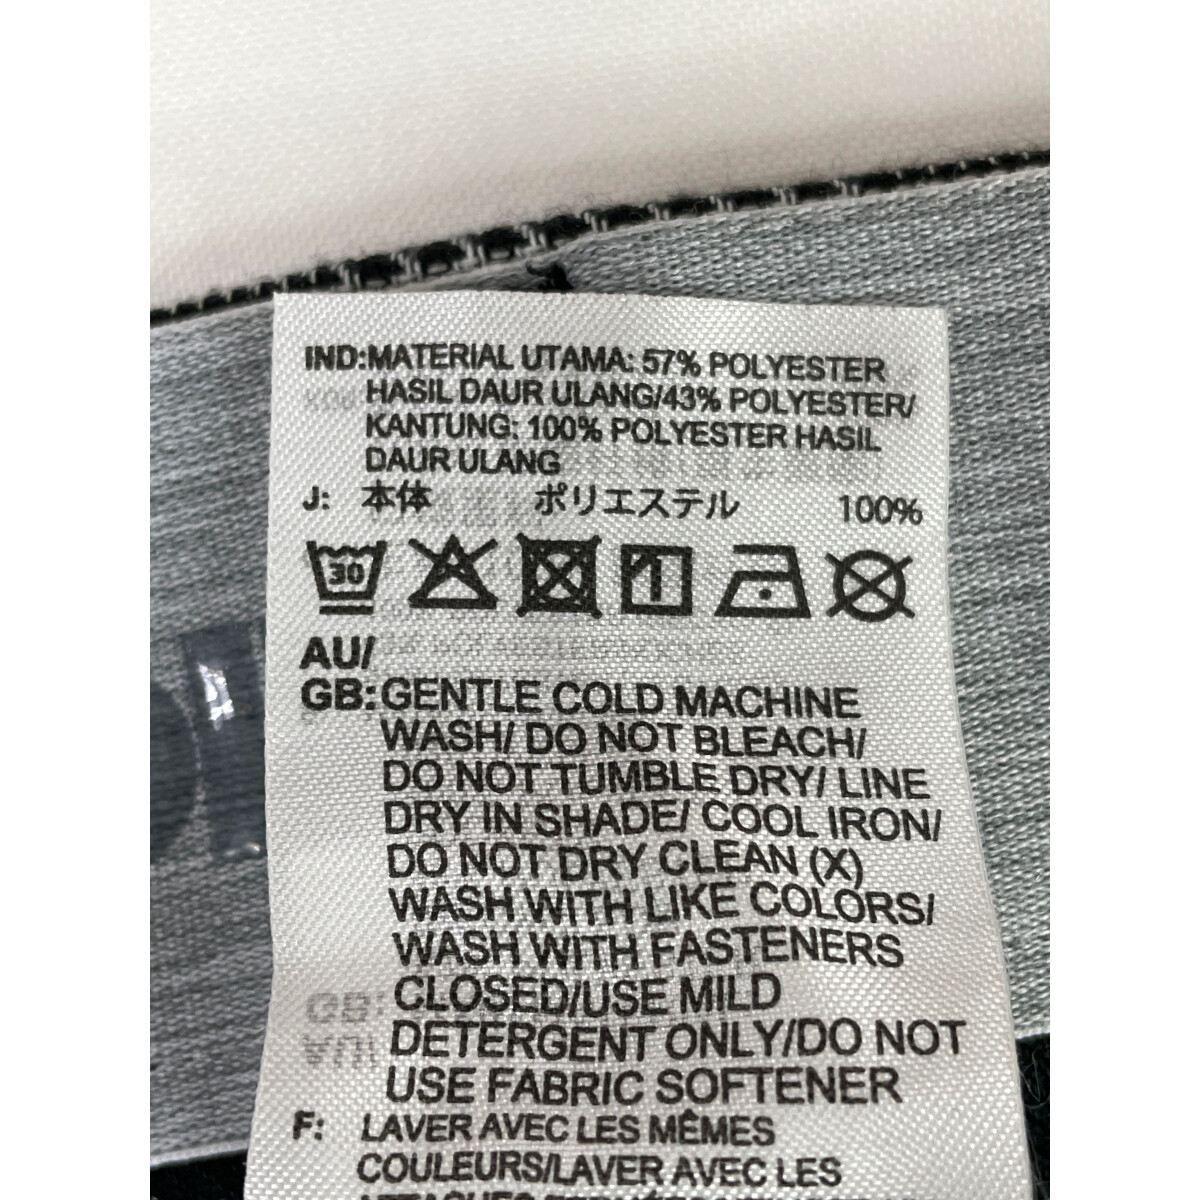 IND:MATERIAL UTAMA: 57% POLYESTER
HASIL DAUR ULANG/43% POLYESTER/
KANTUNG: 100% POLYESTER HASIL
DAUR ULANG
J: 本体 ポリエステル 100%
30
AU/
GB:GENTLE COLD MACHINE
WASH/ DO NOT BLEACH/
DO NOT TUMBLE DRY/ LINE
DRY IN SHADE/ COOL IRON/
DO NOT DRY CLEAN (X)
WASH WITH LIKE COLORS/
WASH WITH FASTENERS
CLOSED/USE MILD
DETERGENT ONLY/DO NOT
USE FABRIC SOFTENER
F: LAVER AVEC LES MÊMES
COULEURS/LAVER AVEC LES